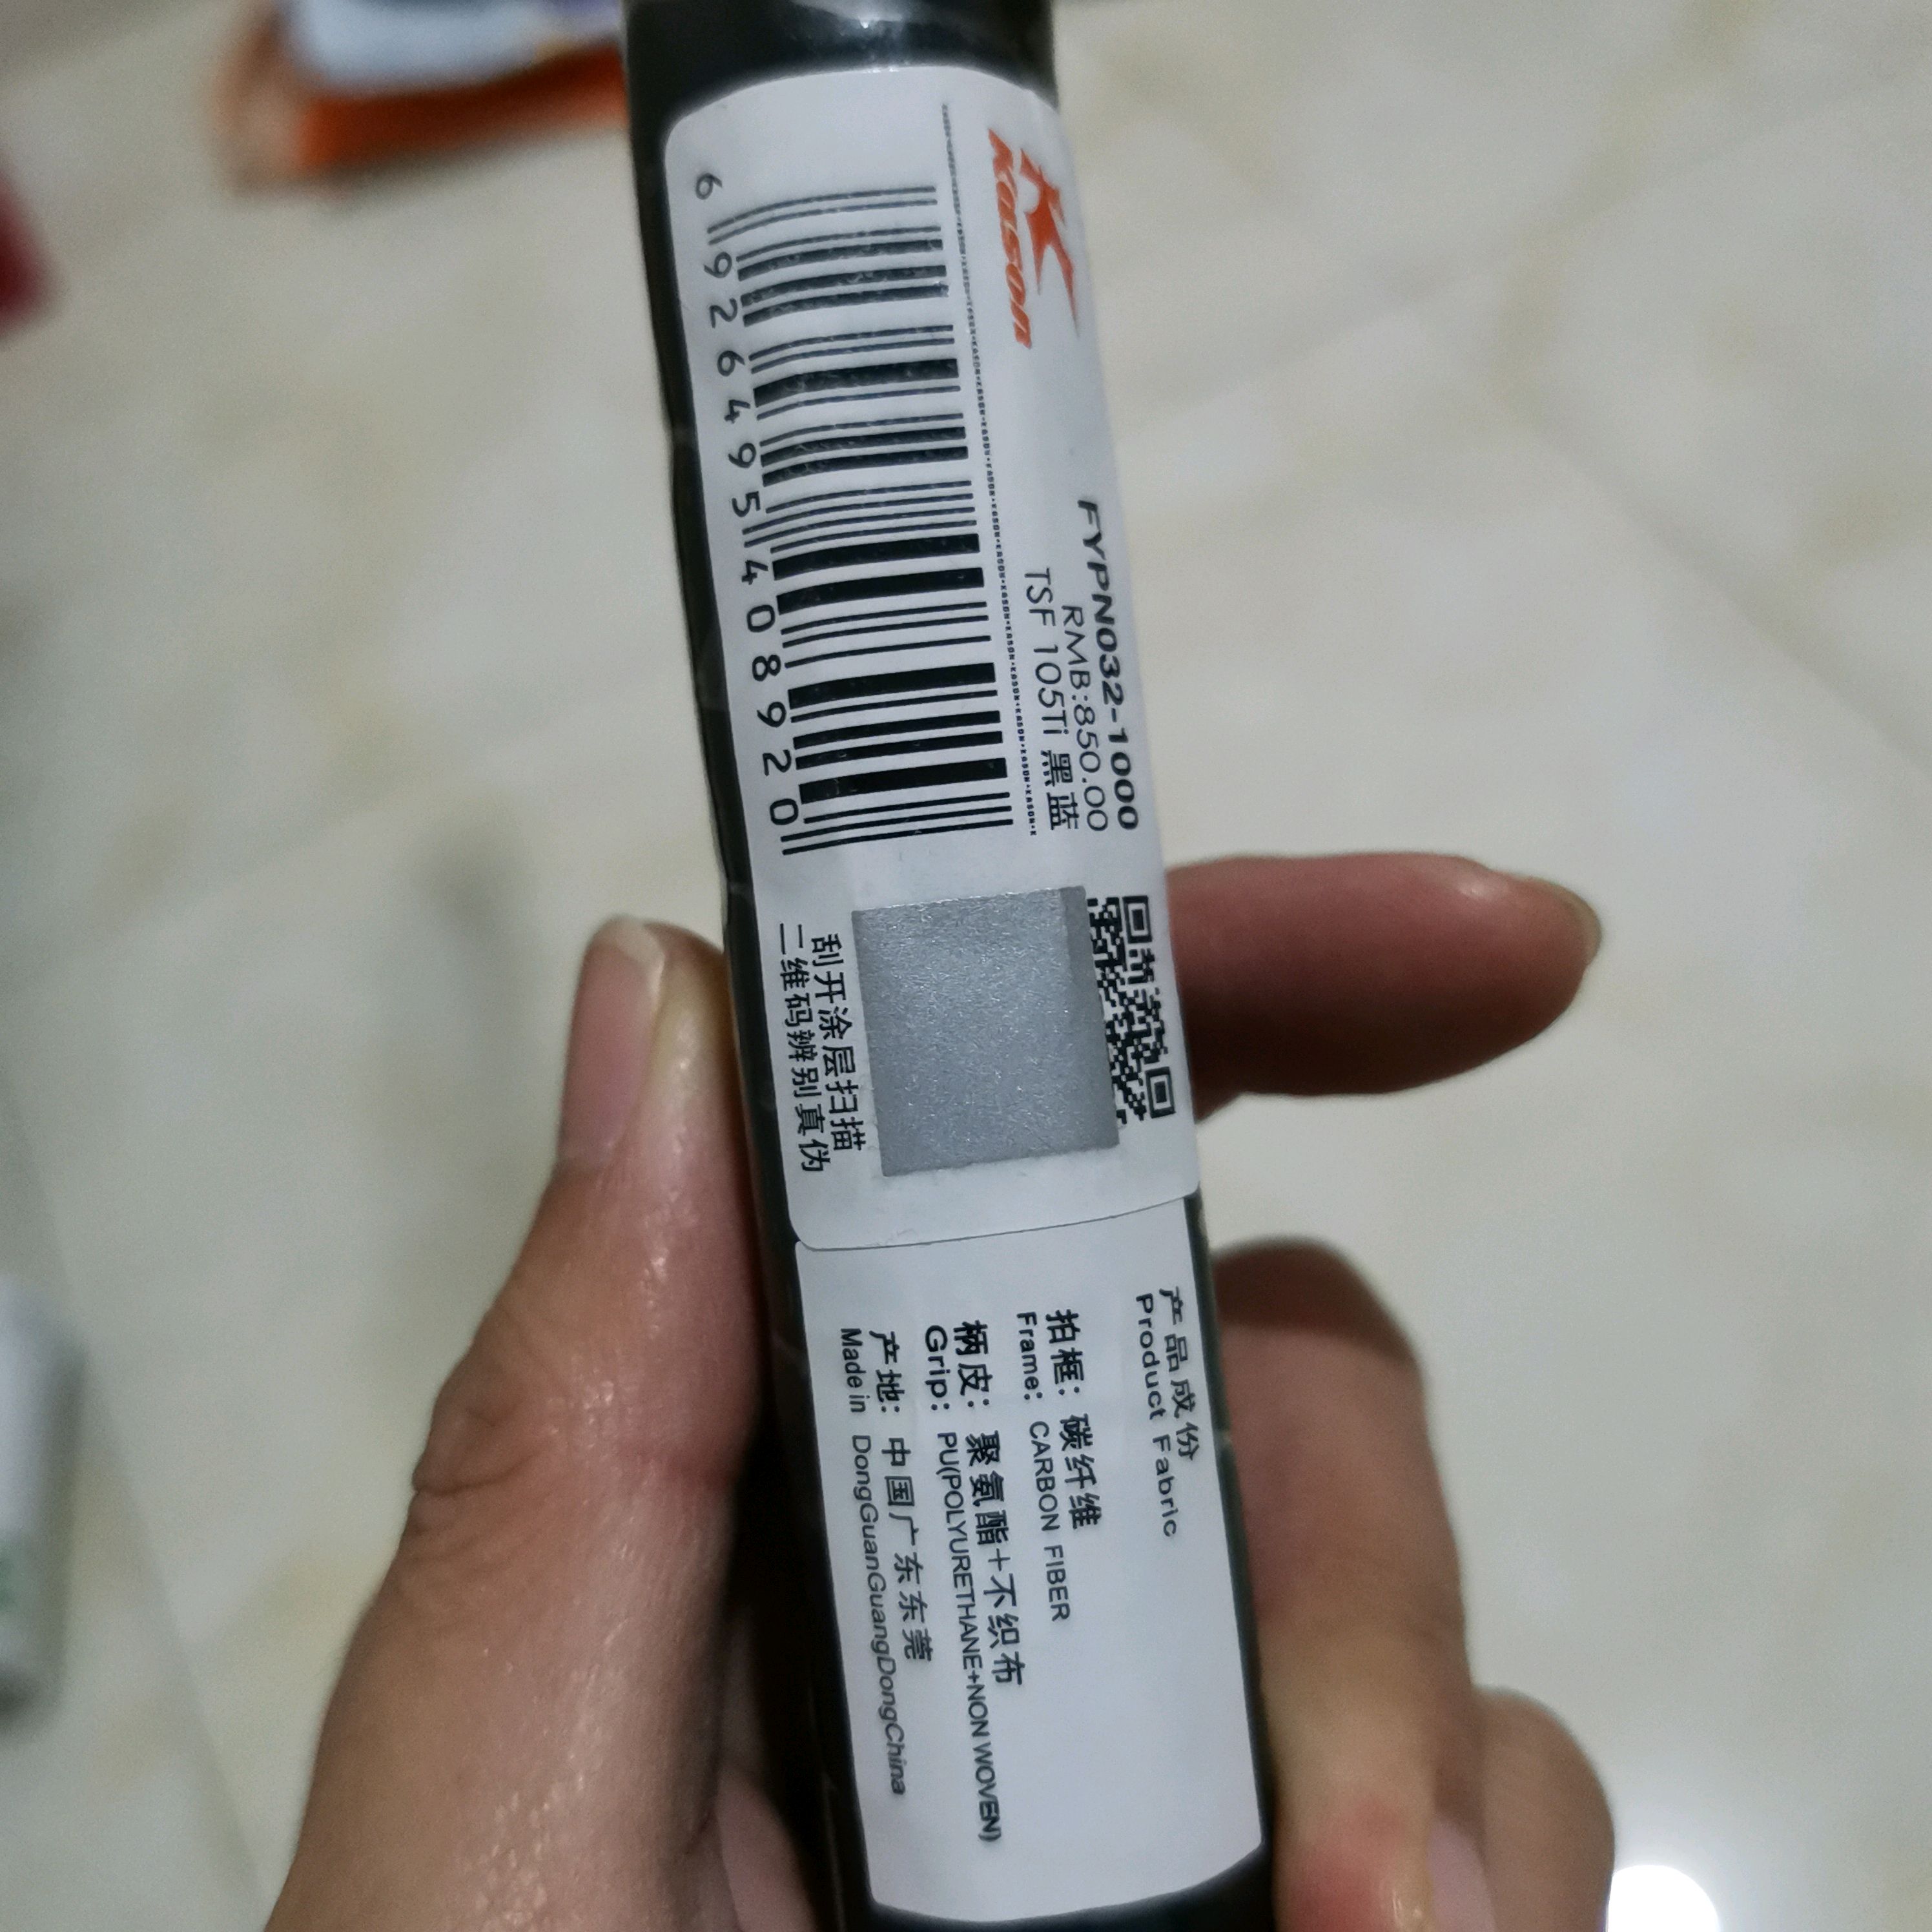 Kason
FYPN032-1000
RMB:850.00
TSF 105Ti 黑蓝
6 926495 408920
刮开涂层扫描
二维码辨别真伪
产品成份
Product Fabric
拍框：碳纤维
Frame: CARBON FIBER
柄皮：聚氨酯+不织布
Grip: PU(POLYURETHANE+NON WOVEN)
产地：中国广东东莞
Made in DongGuanGuangDongChina